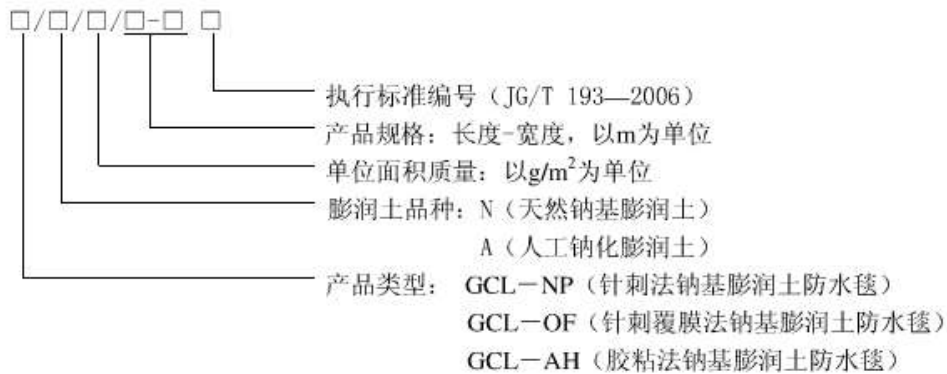 □/□/□/□-□ □
执行标准编号（JG/T 193—2006）
产品规格：长度-宽度，以m为单位
单位面积质量：以g/m²为单位
膨润土品种：N（天然钠基膨润土）
A（人工钠化膨润土）
产品类型： GCL－NP（针刺法钠基膨润土防水毯）
GCL－OF（针刺覆膜法钠基膨润土防水毯）
GCL－AH（胶粘法钠基膨润土防水毯）